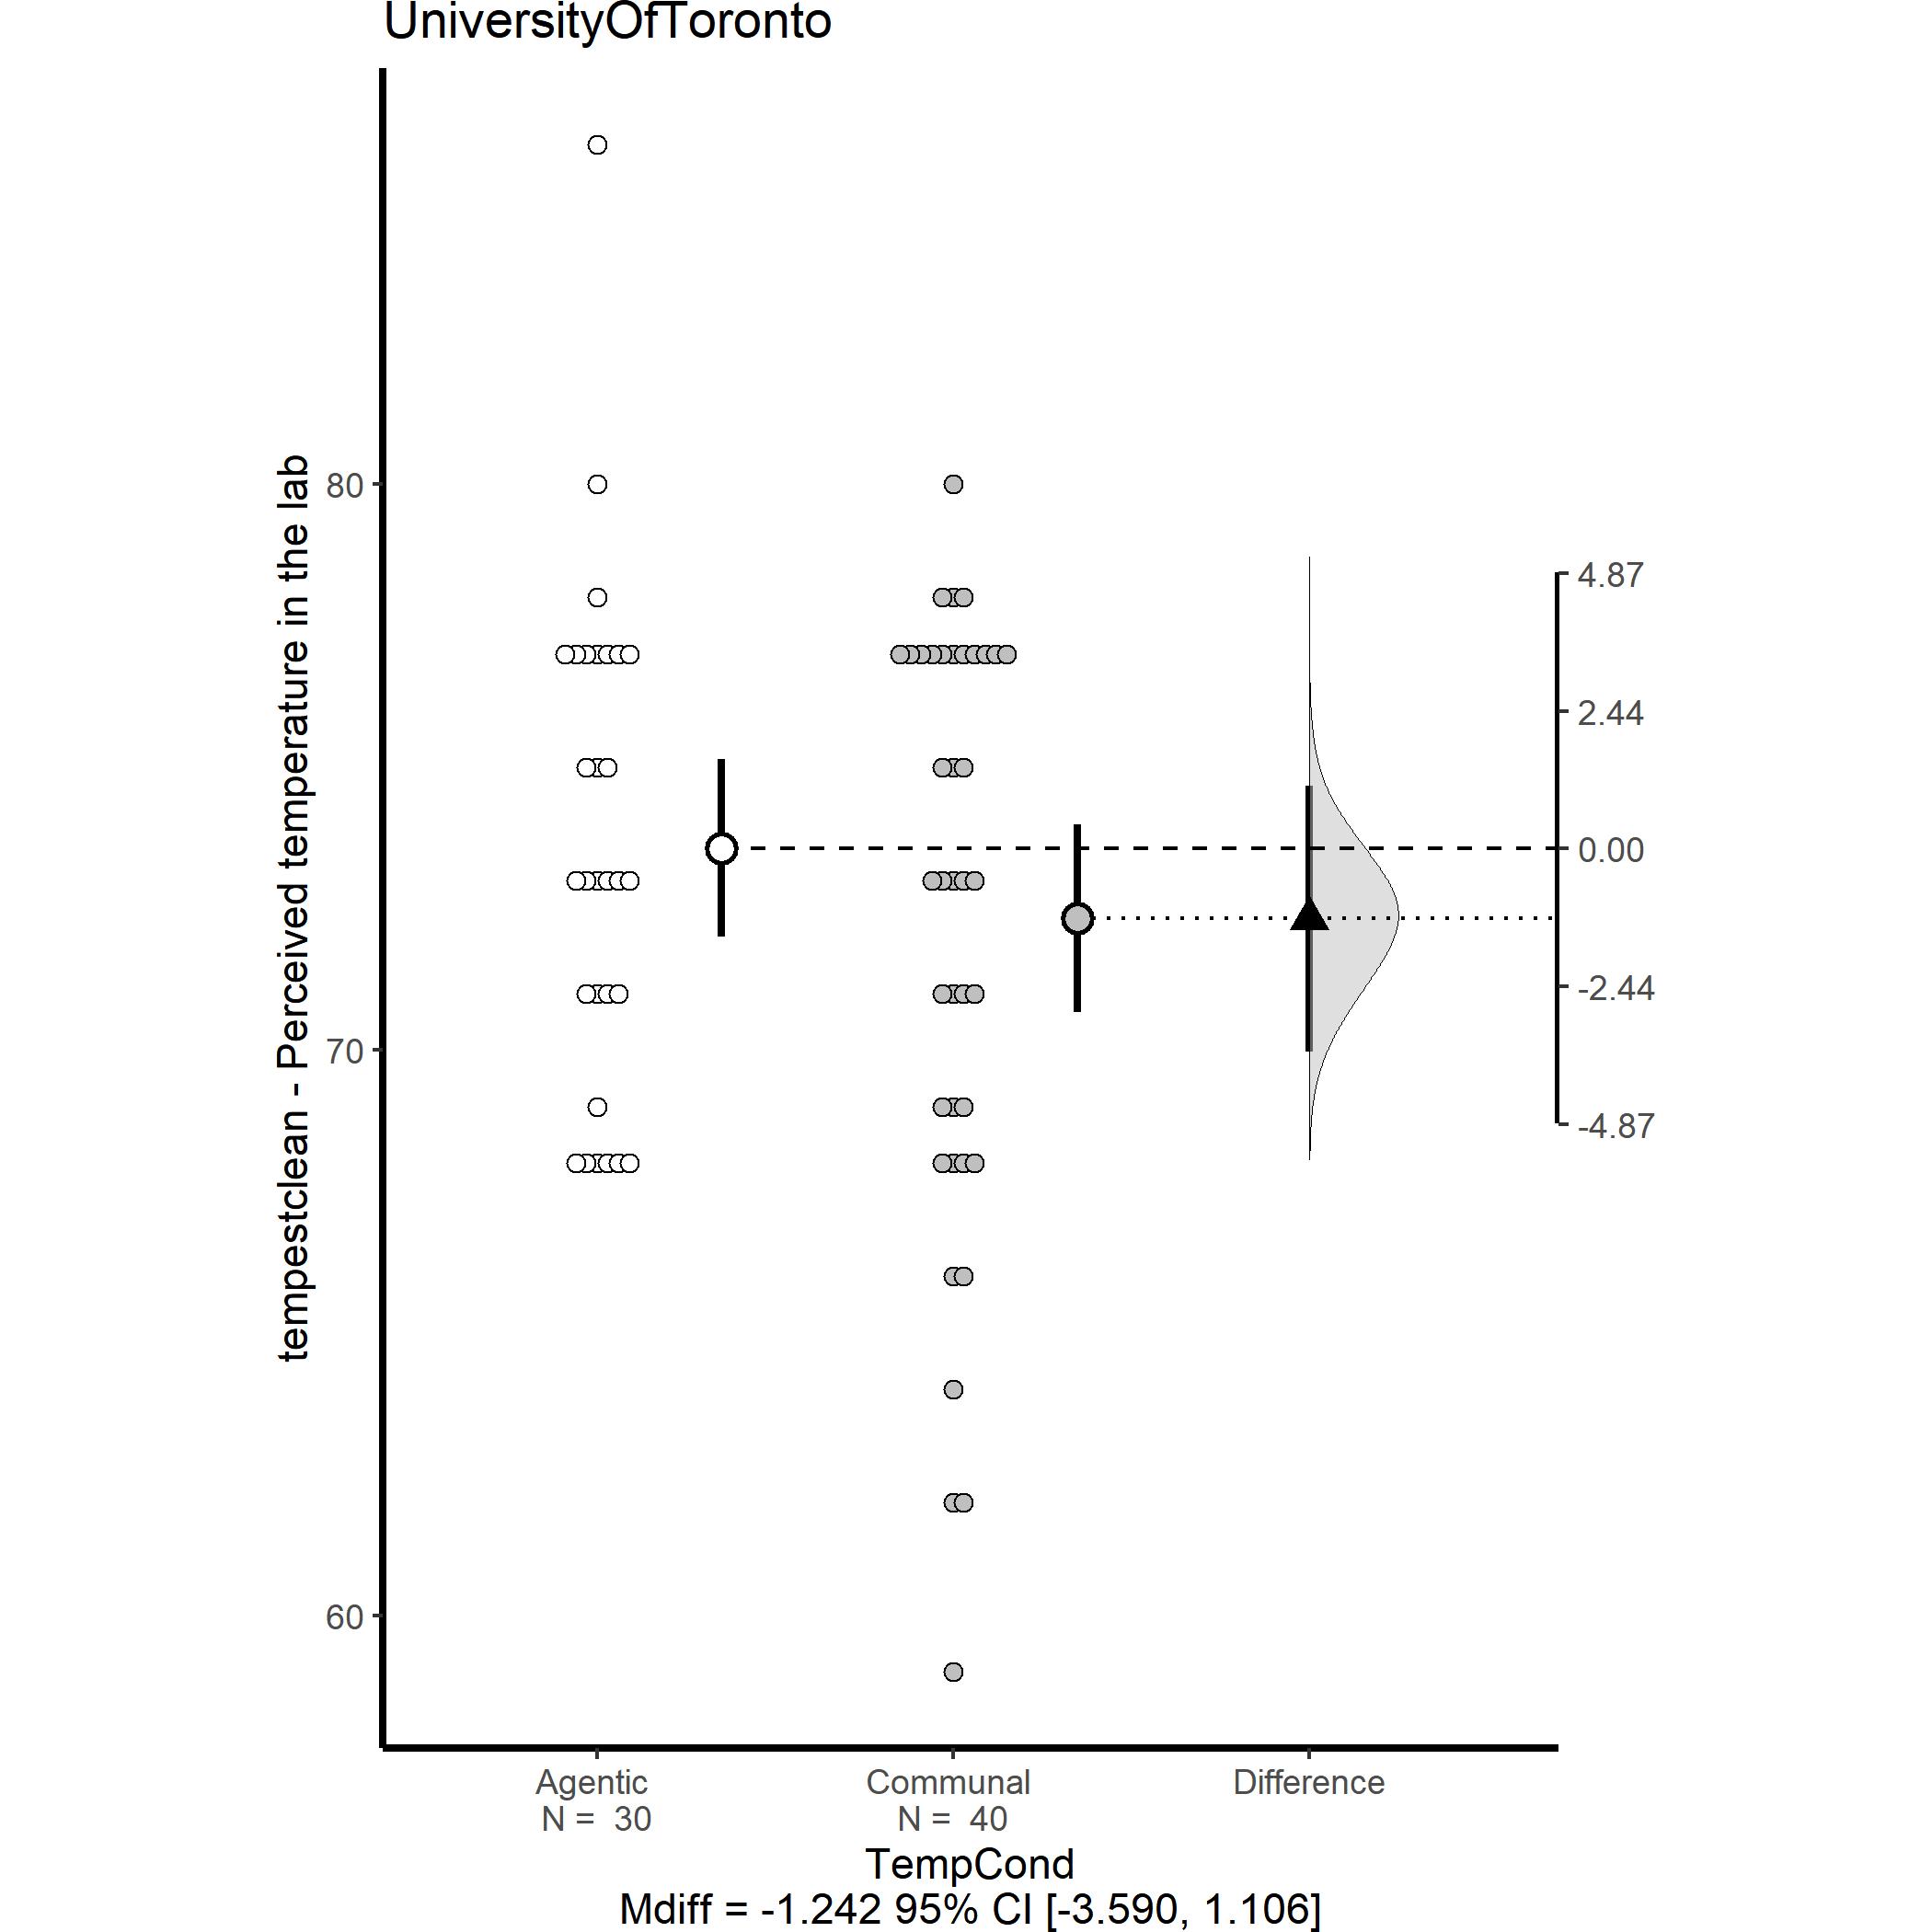 UniversityOfToronto
tempestclean - Perceived temperature in the lab
80
70
60
4.87
2.44
0.00
-2.44
-4.87
Agentic
N =  30
Communal
N =  40
Difference
TempCond
Mdiff = -1.242 95% CI [-3.590, 1.106]